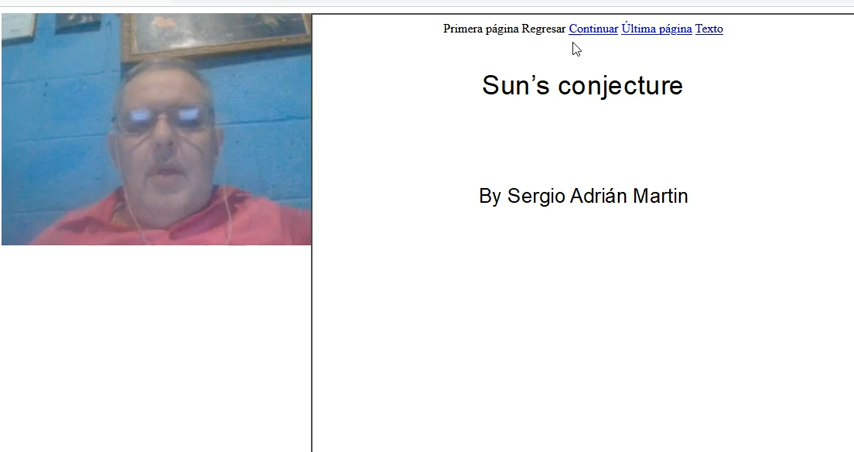 Primera página Regresar Continuar Última página Texto
Sun’s conjecture
By Sergio Adrián Martin